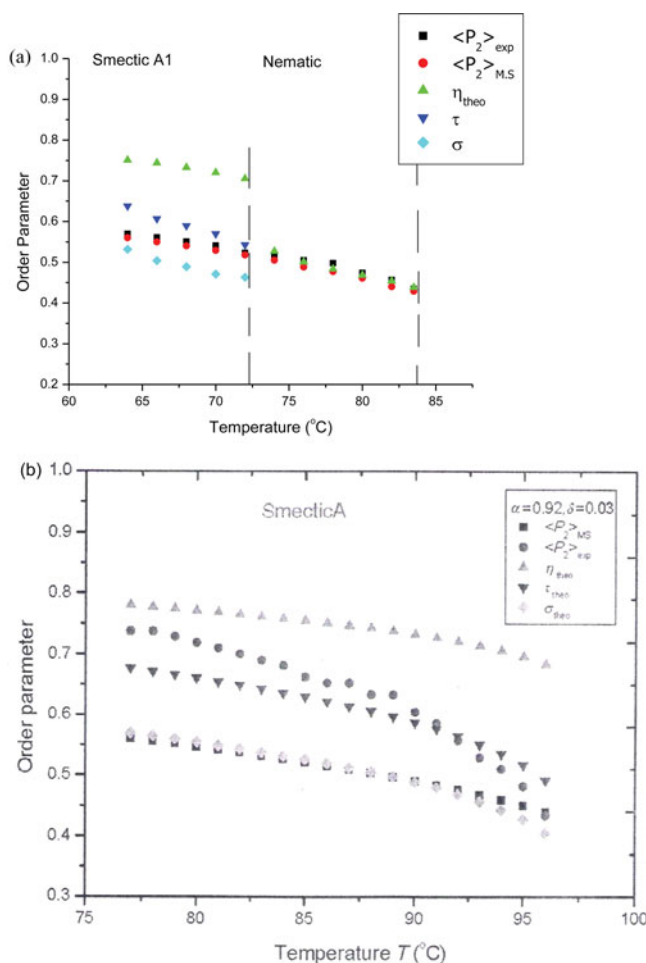 (a)
Smectic A1
Nematic
<P₂>exp
<P₂>M.S
ηtheo
τ
σ
1.0
0.9
0.8
0.7
0.6
0.5
0.4
0.3
0.2
Order Parameter
60 65 70 75 80 85
Temperature (°C)
(b)
SmecticA
α=0.92, δ=0.03
<P₂>MS
<P₂>exp
ηtheo
τtheo
σtheo
1.0
0.9
0.8
0.7
0.6
0.5
0.4
0.3
Order parameter
75 80 85 90 95 100
Temperature T (°C)